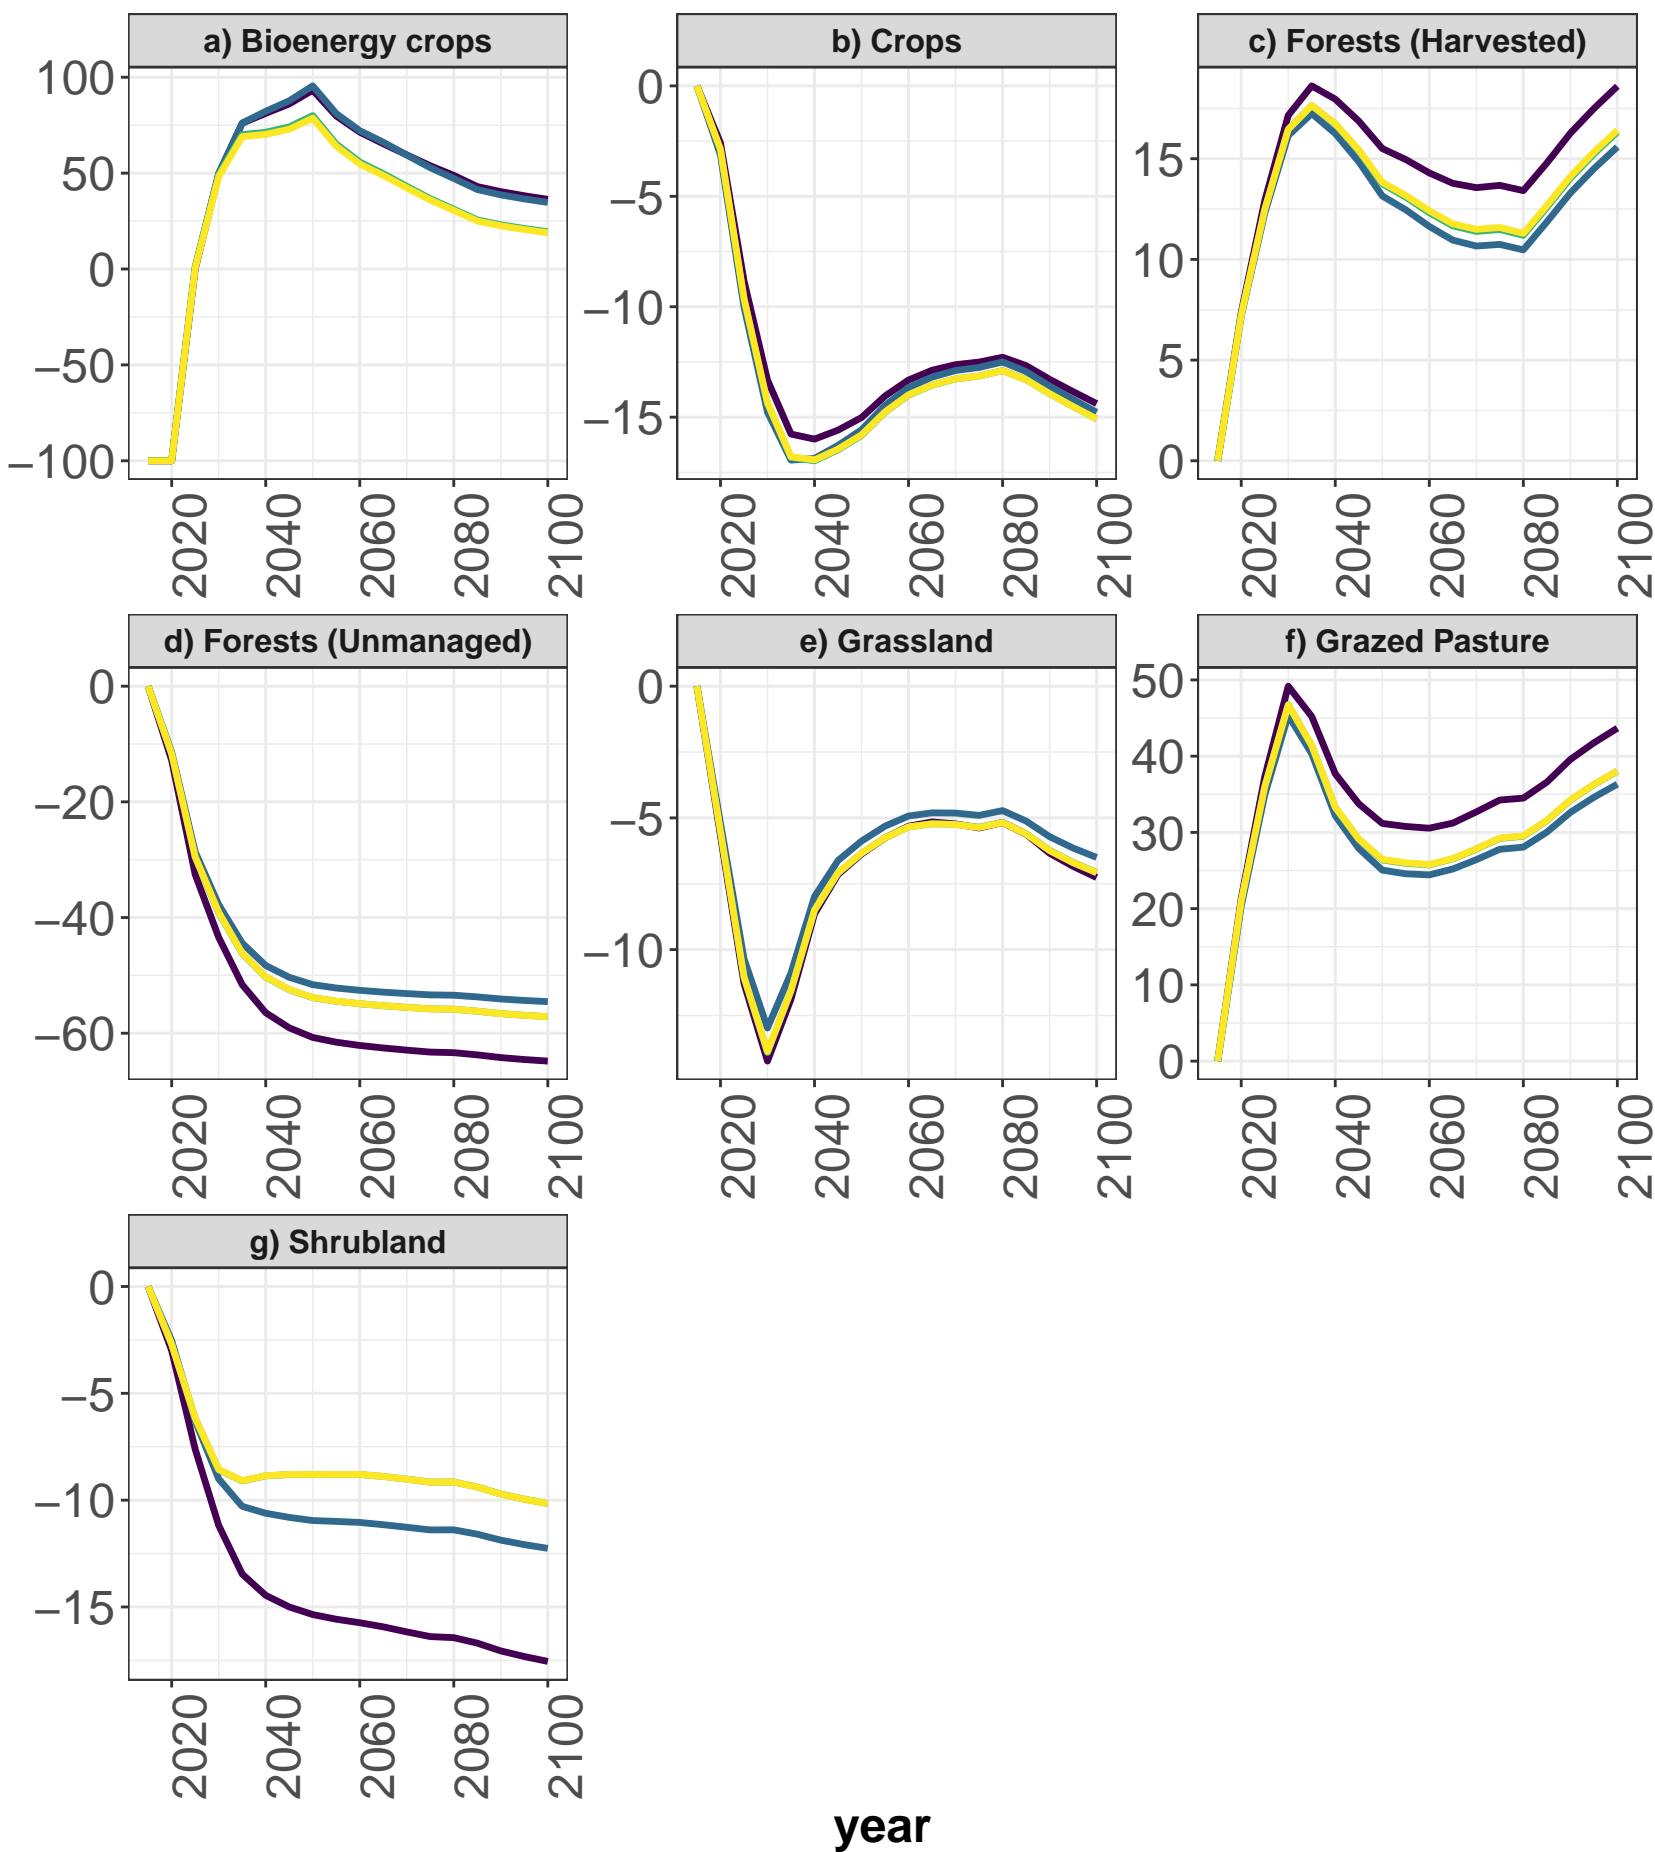 a) Bioenergy crops
100
50
0
−50
−100
2020 2040 2060 2080 2100
b) Crops
0
−5
−10
−15
2020 2040 2060 2080 2100
c) Forests (Harvested)
15
10
5
0
2020 2040 2060 2080 2100
d) Forests (Unmanaged)
0
−20
−40
−60
2020 2040 2060 2080 2100
e) Grassland
0
−5
−10
2020 2040 2060 2080 2100
f) Grazed Pasture
50
40
30
20
10
0
2020 2040 2060 2080 2100
g) Shrubland
0
−5
−10
−15
2020 2040 2060 2080 2100
year